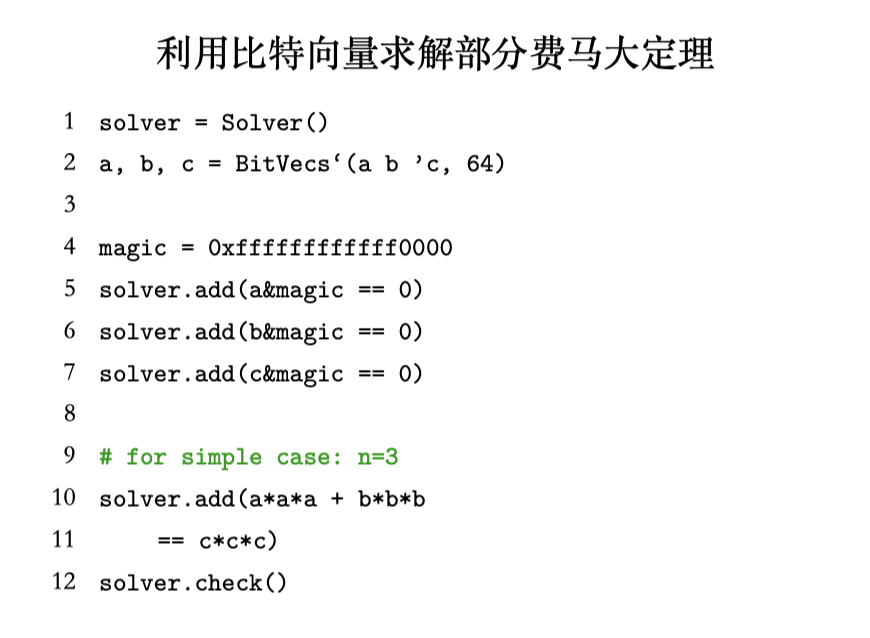 利用比特向量求解部分费马大定理
1 solver = Solver()
2 a, b, c = BitVecs‘(a b ’c, 64)
3
4 magic = 0xffffffffffff0000
5 solver.add(a&magic == 0)
6 solver.add(b&magic == 0)
7 solver.add(c&magic == 0)
8
9 # for simple case: n=3
10 solver.add(a*a*a + b*b*b
11 == c*c*c)
12 solver.check()